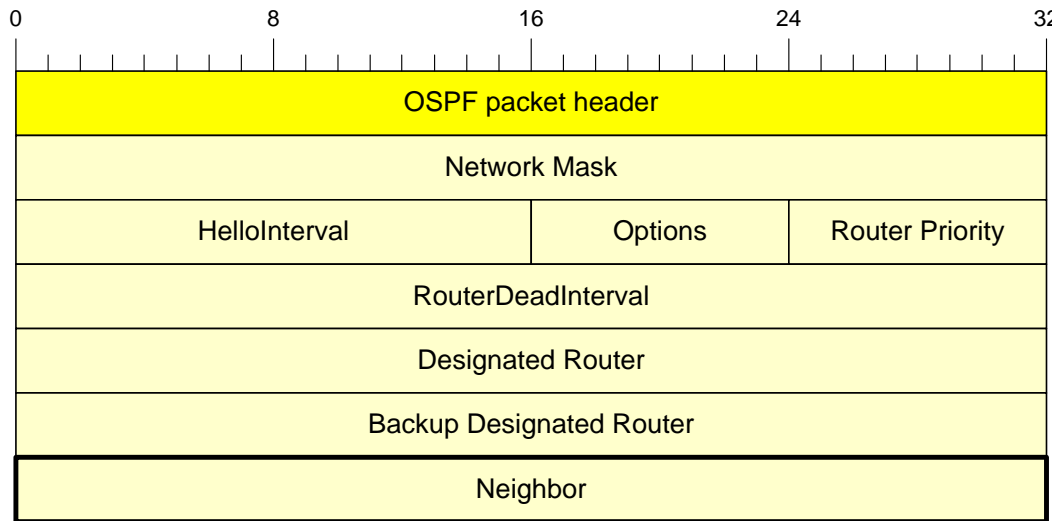 0 8 16 24 32
OSPF packet header
Network Mask
HelloInterval Options Router Priority
RouterDeadInterval
Designated Router
Backup Designated Router
Neighbor